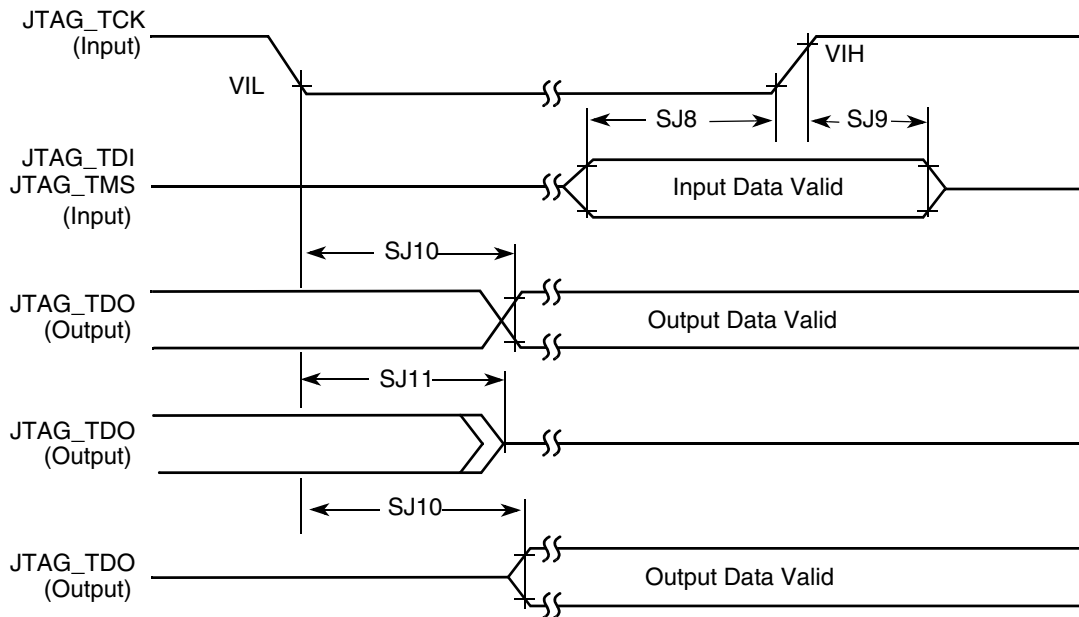 JTAG_TCK
(Input)
VIL
VIH
SJ8
SJ9
JTAG_TDI
JTAG_TMS
(Input)
Input Data Valid
SJ10
JTAG_TDO
(Output)
Output Data Valid
SJ11
JTAG_TDO
(Output)
SJ10
JTAG_TDO
(Output)
Output Data Valid